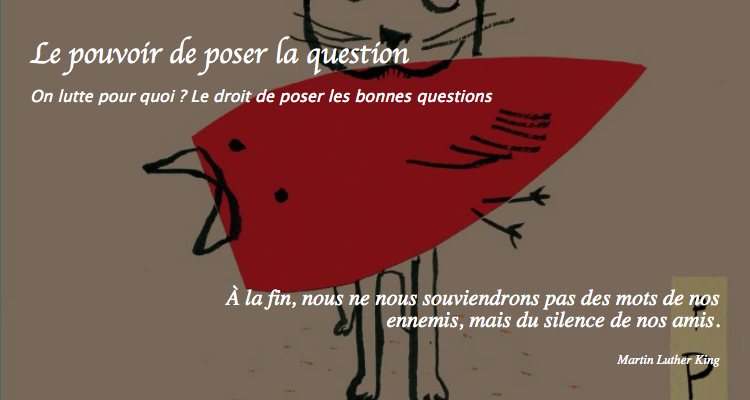 Le pouvoir de poser la question
On lutte pour quoi ? Le droit de poser les bonnes questions
À la fin, nous ne nous souviendrons pas des mots de nos
ennemis, mais du silence de nos amis.
Martin Luther King
P